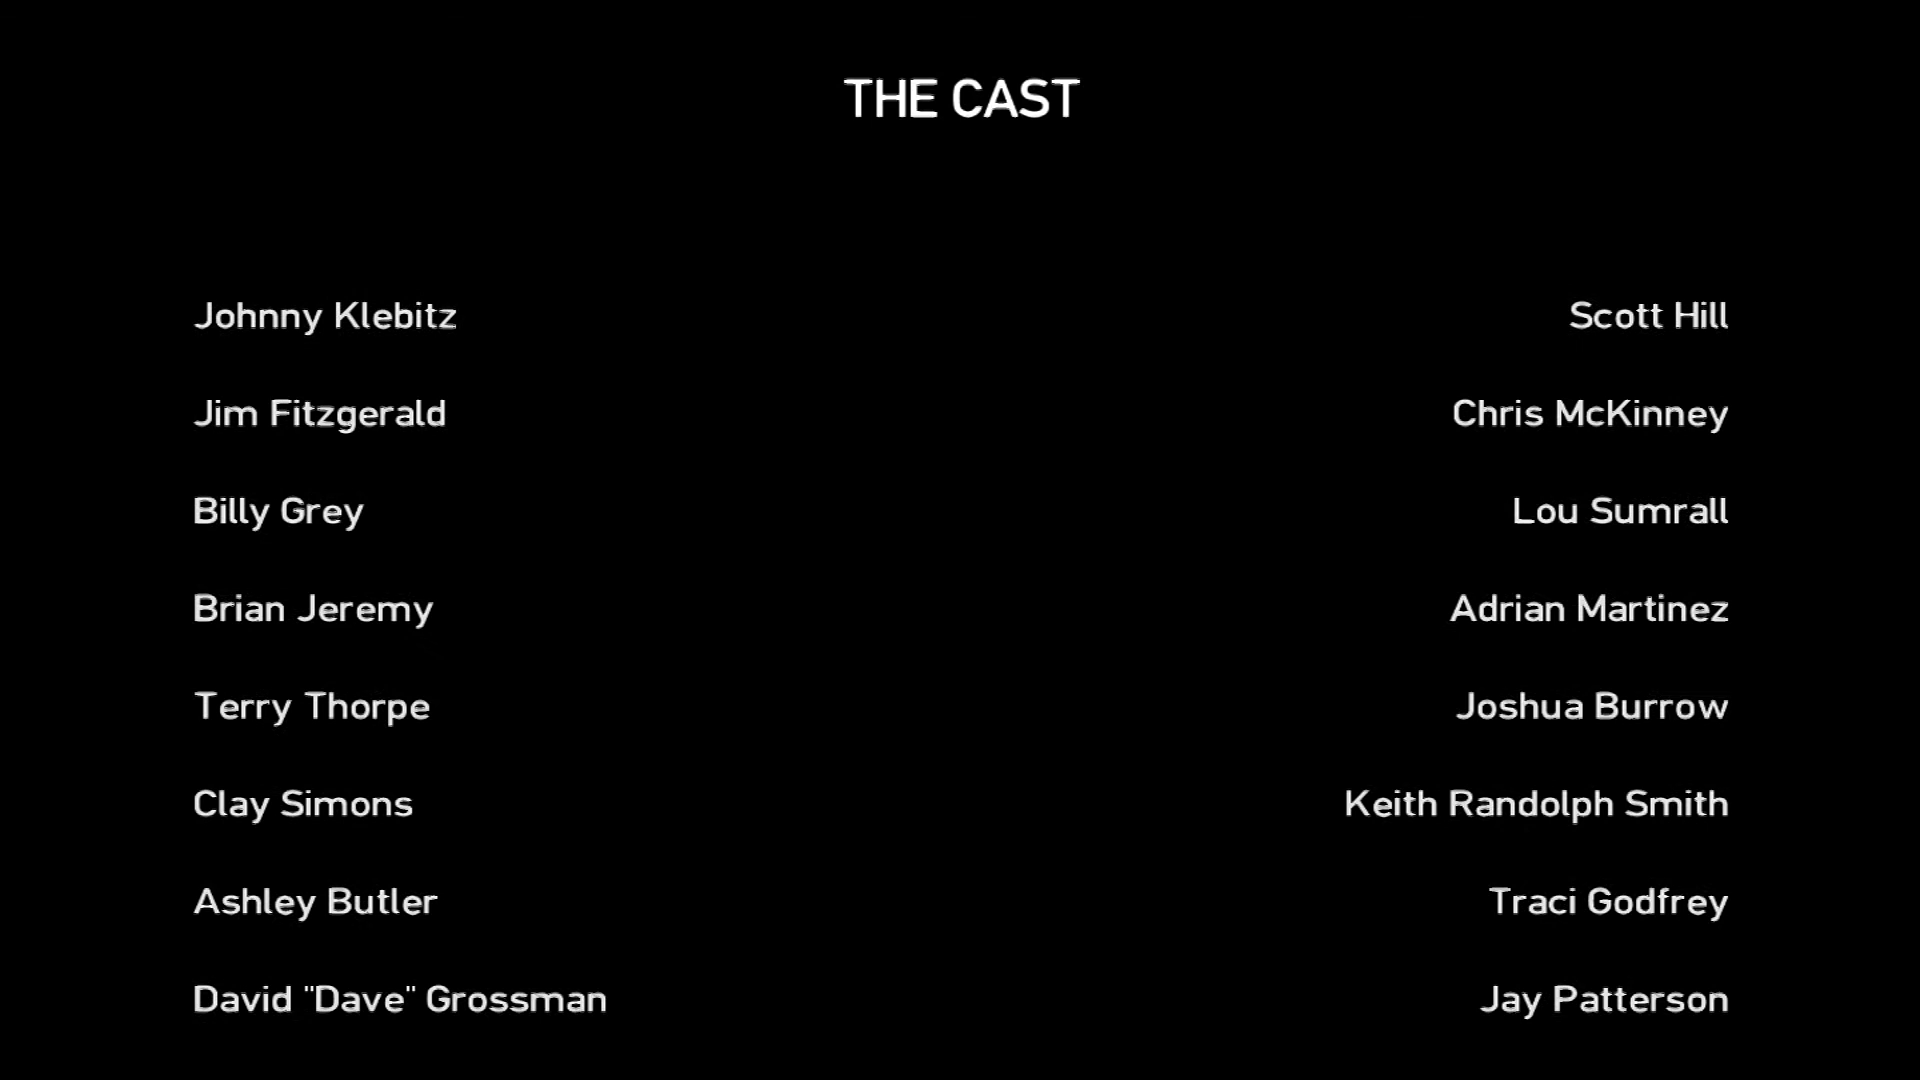 THE CAST
Johnny Klebitz Scott Hill
Jim Fitzgerald Chris McKinney
Billy Grey Lou Sumrall
Brian Jeremy Adrian Martinez
Terry Thorpe Joshua Burrow
Clay Simons Keith Randolph Smith
Ashley Butler Traci Godfrey
David "Dave" Grossman Jay Patterson